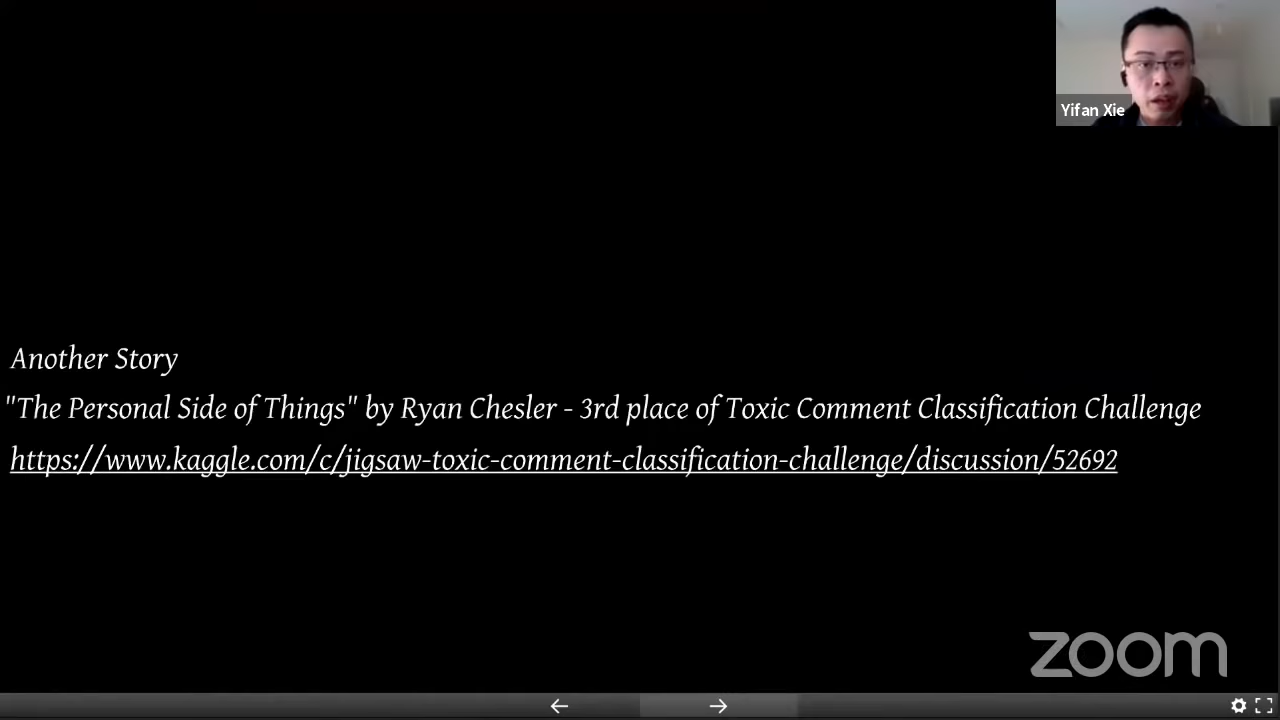 Yifan Xie
Another Story
"The Personal Side of Things" by Ryan Chesler - 3rd place of Toxic Comment Classification Challenge
https://www.kaggle.com/c/jigsaw-toxic-comment-classification-challenge/discussion/52692
zoom